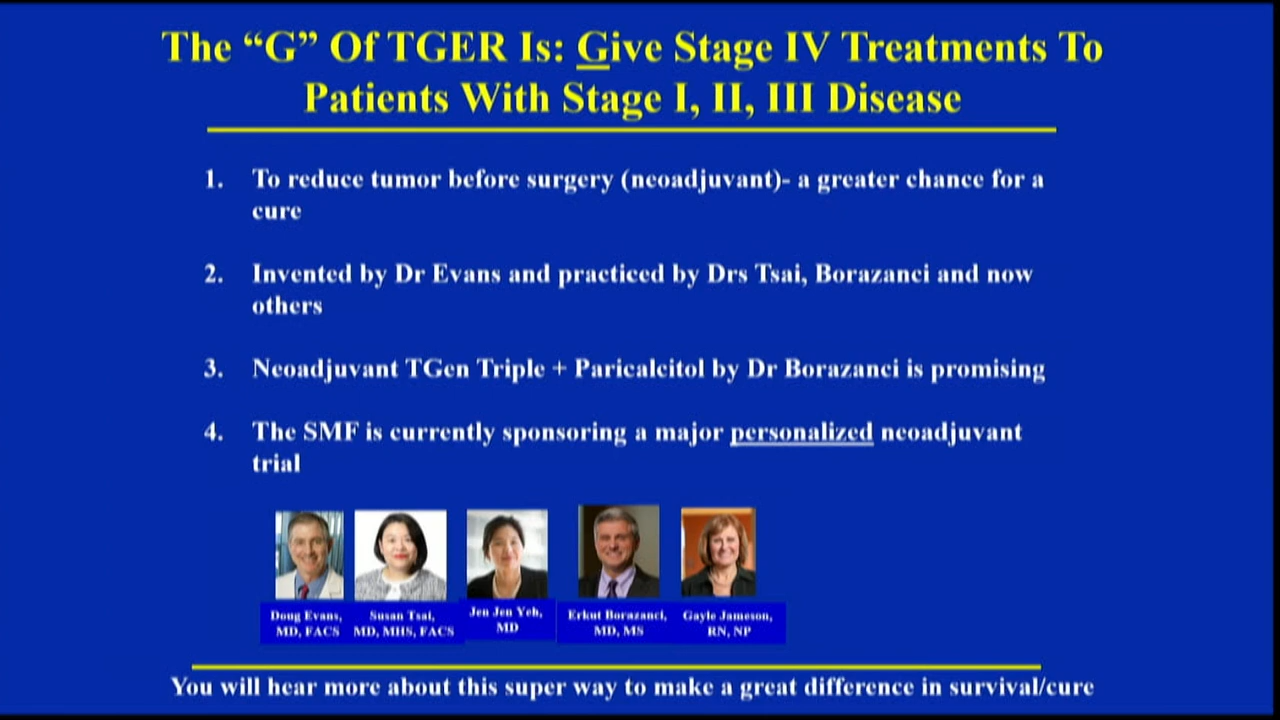 The “G” Of TGER Is: Give Stage IV Treatments To
Patients With Stage I, II, III Disease
1. To reduce tumor before surgery (neoadjuvant)- a greater chance for a
cure
2. Invented by Dr Evans and practiced by Drs Tsai, Borazanci and now
others
3. Neoadjuvant TGen Triple + Paricalcitol by Dr Borazanci is promising
4. The SMF is currently sponsoring a major personalized neoadjuvant
trial
Doug Evans,
MD, FACS
Susan Tsai,
MD, MHS, FACS
Jen Jen Yeh,
MD
Erkut Borazanci,
MD, MS
Gayle Jameson,
RN, NP
You will hear more about this super way to make a great difference in survival/cure